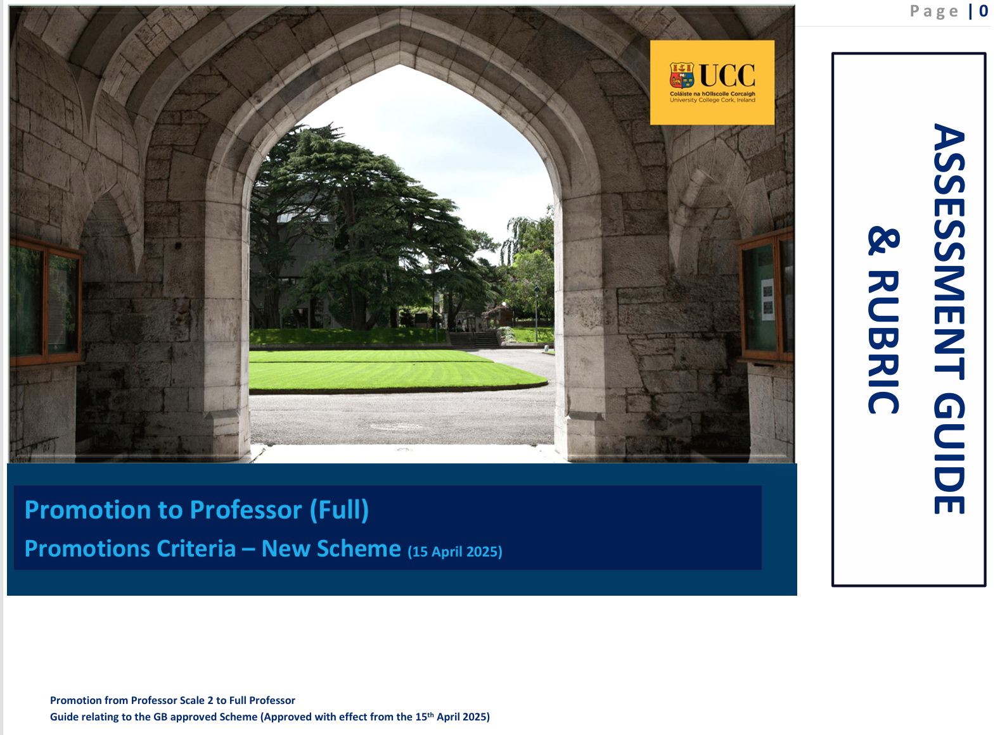 Page | 0
UCC
Coláiste na hOllscoile Corcaigh
University College Cork, Ireland
ASSESSMENT GUIDE
& RUBRIC
Promotion to Professor (Full)
Promotions Criteria – New Scheme (15 April 2025)
Promotion from Professor Scale 2 to Full Professor
Guide relating to the GB approved Scheme (Approved with effect from the 15th April 2025)